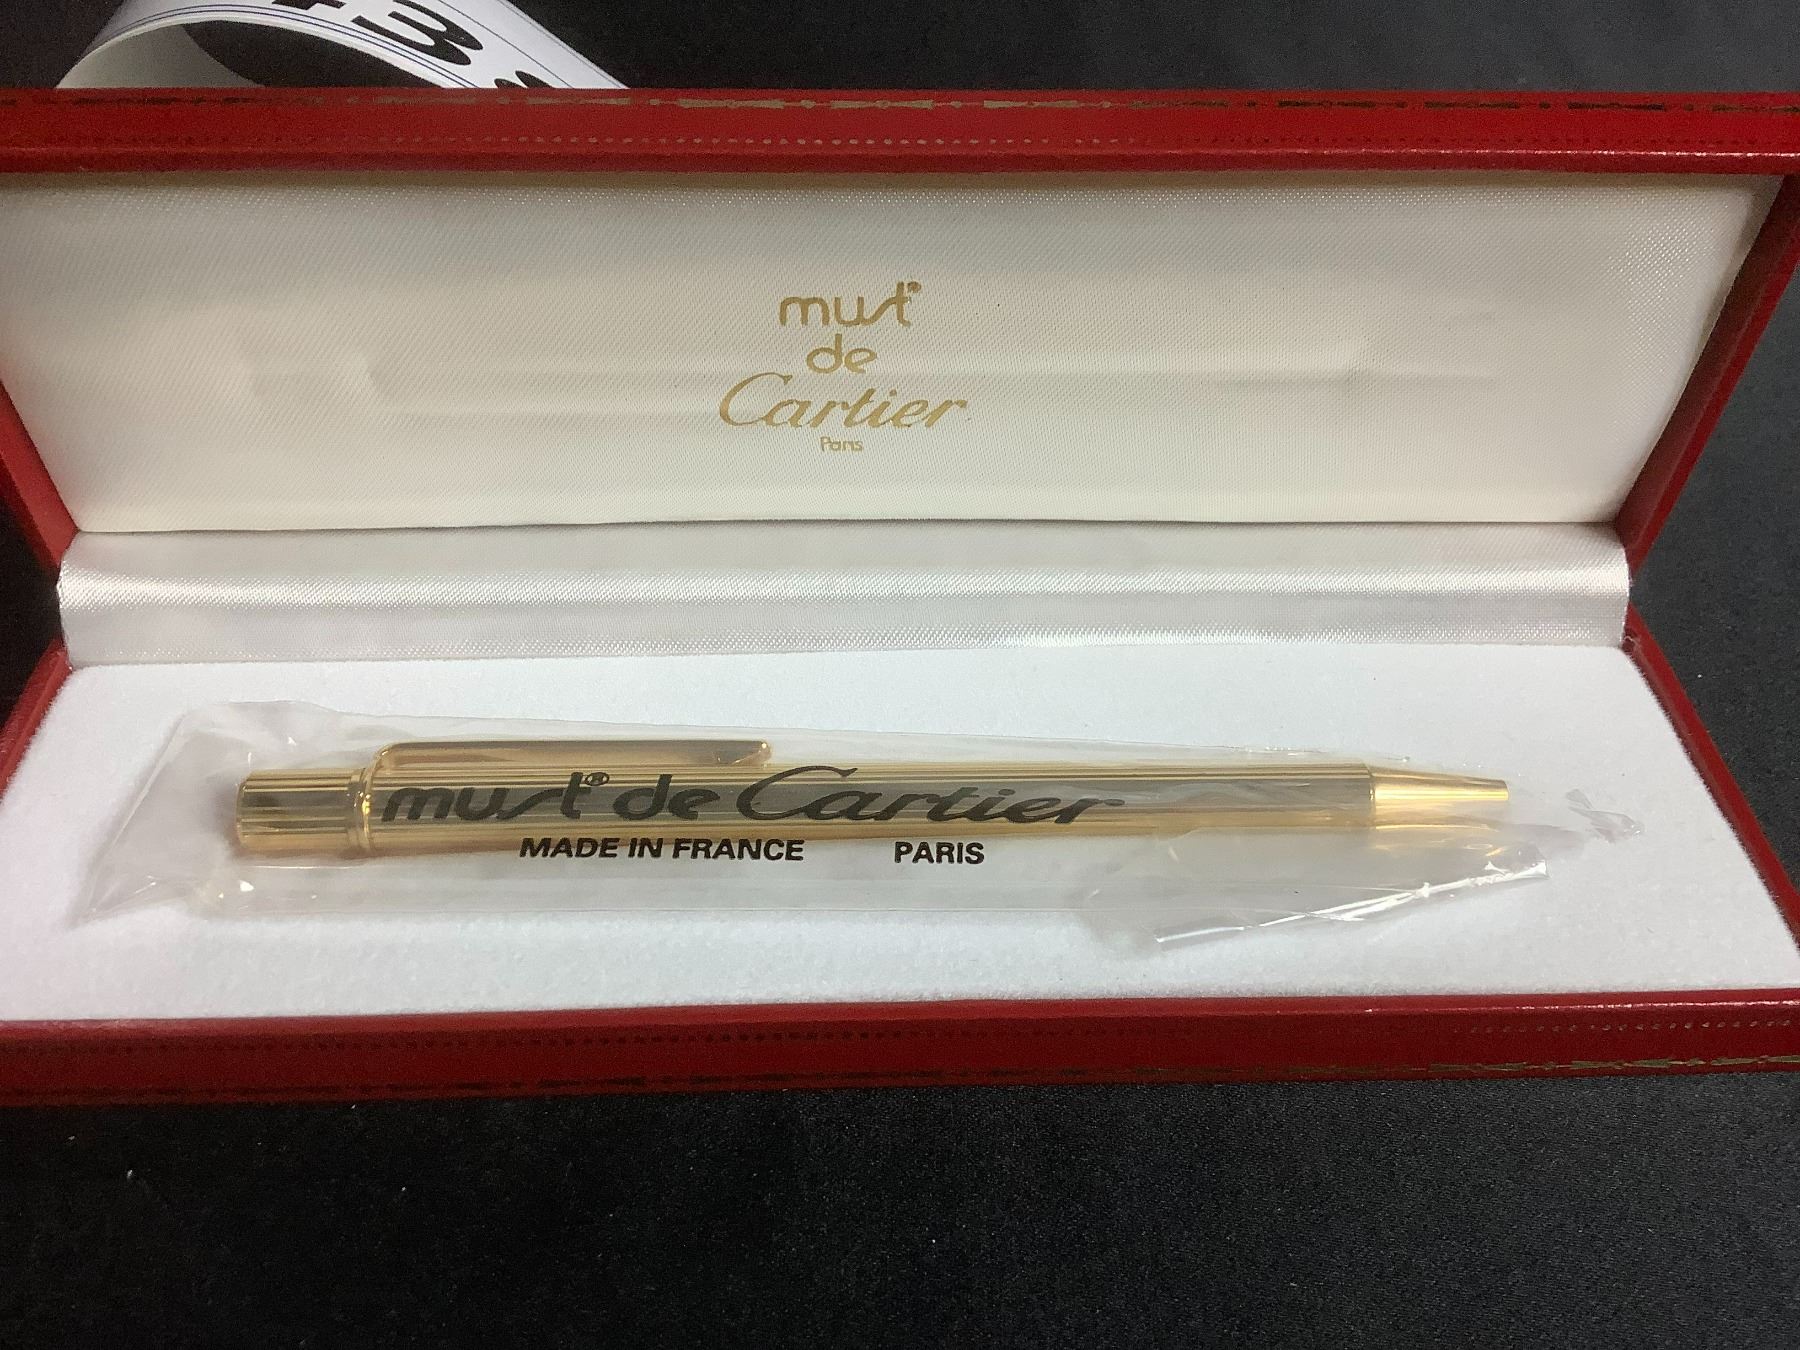 must®
de
Cartier
Paris
must® de Cartier
MADE IN FRANCE PARIS